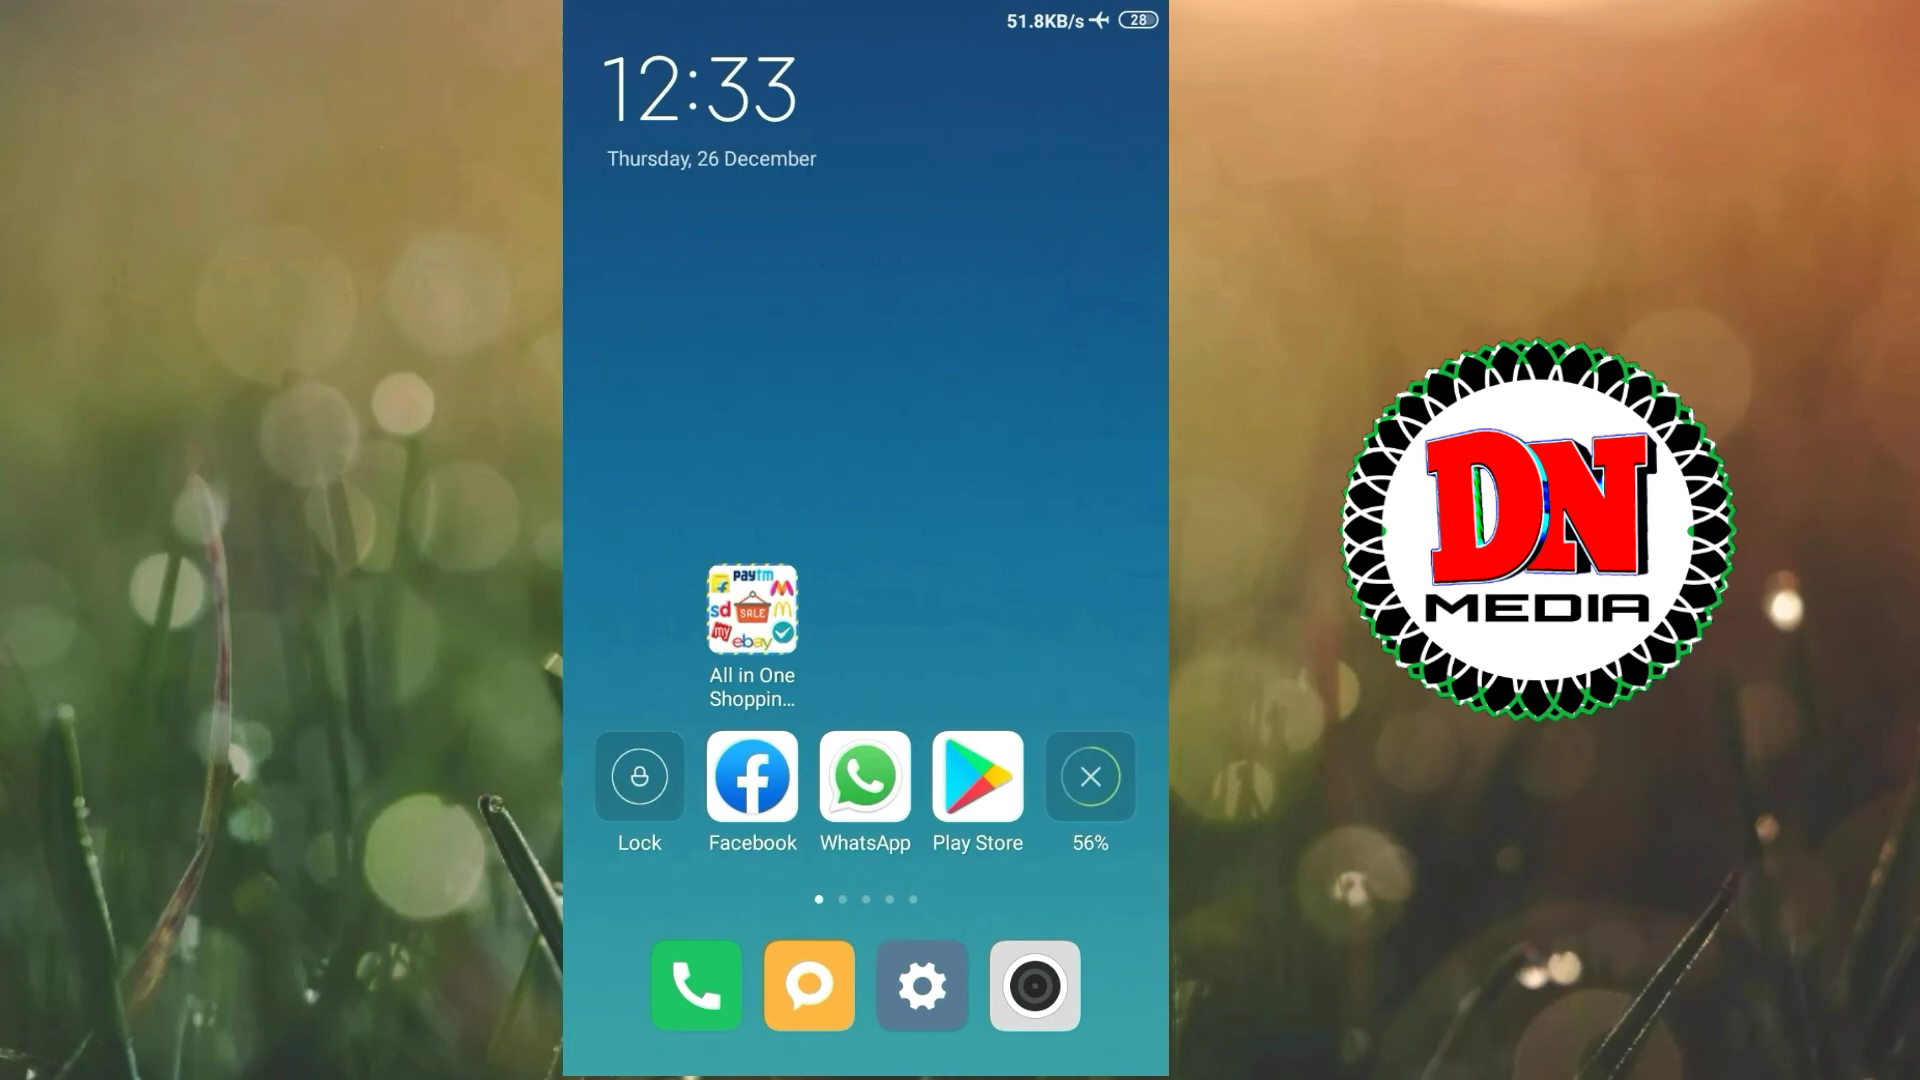 51.8KB/s 28
12:33
Thursday, 26 December
paytm
sd SALE
my ebay
All in One
Shoppin...
Lock Facebook WhatsApp Play Store 56%
DN
MEDIA